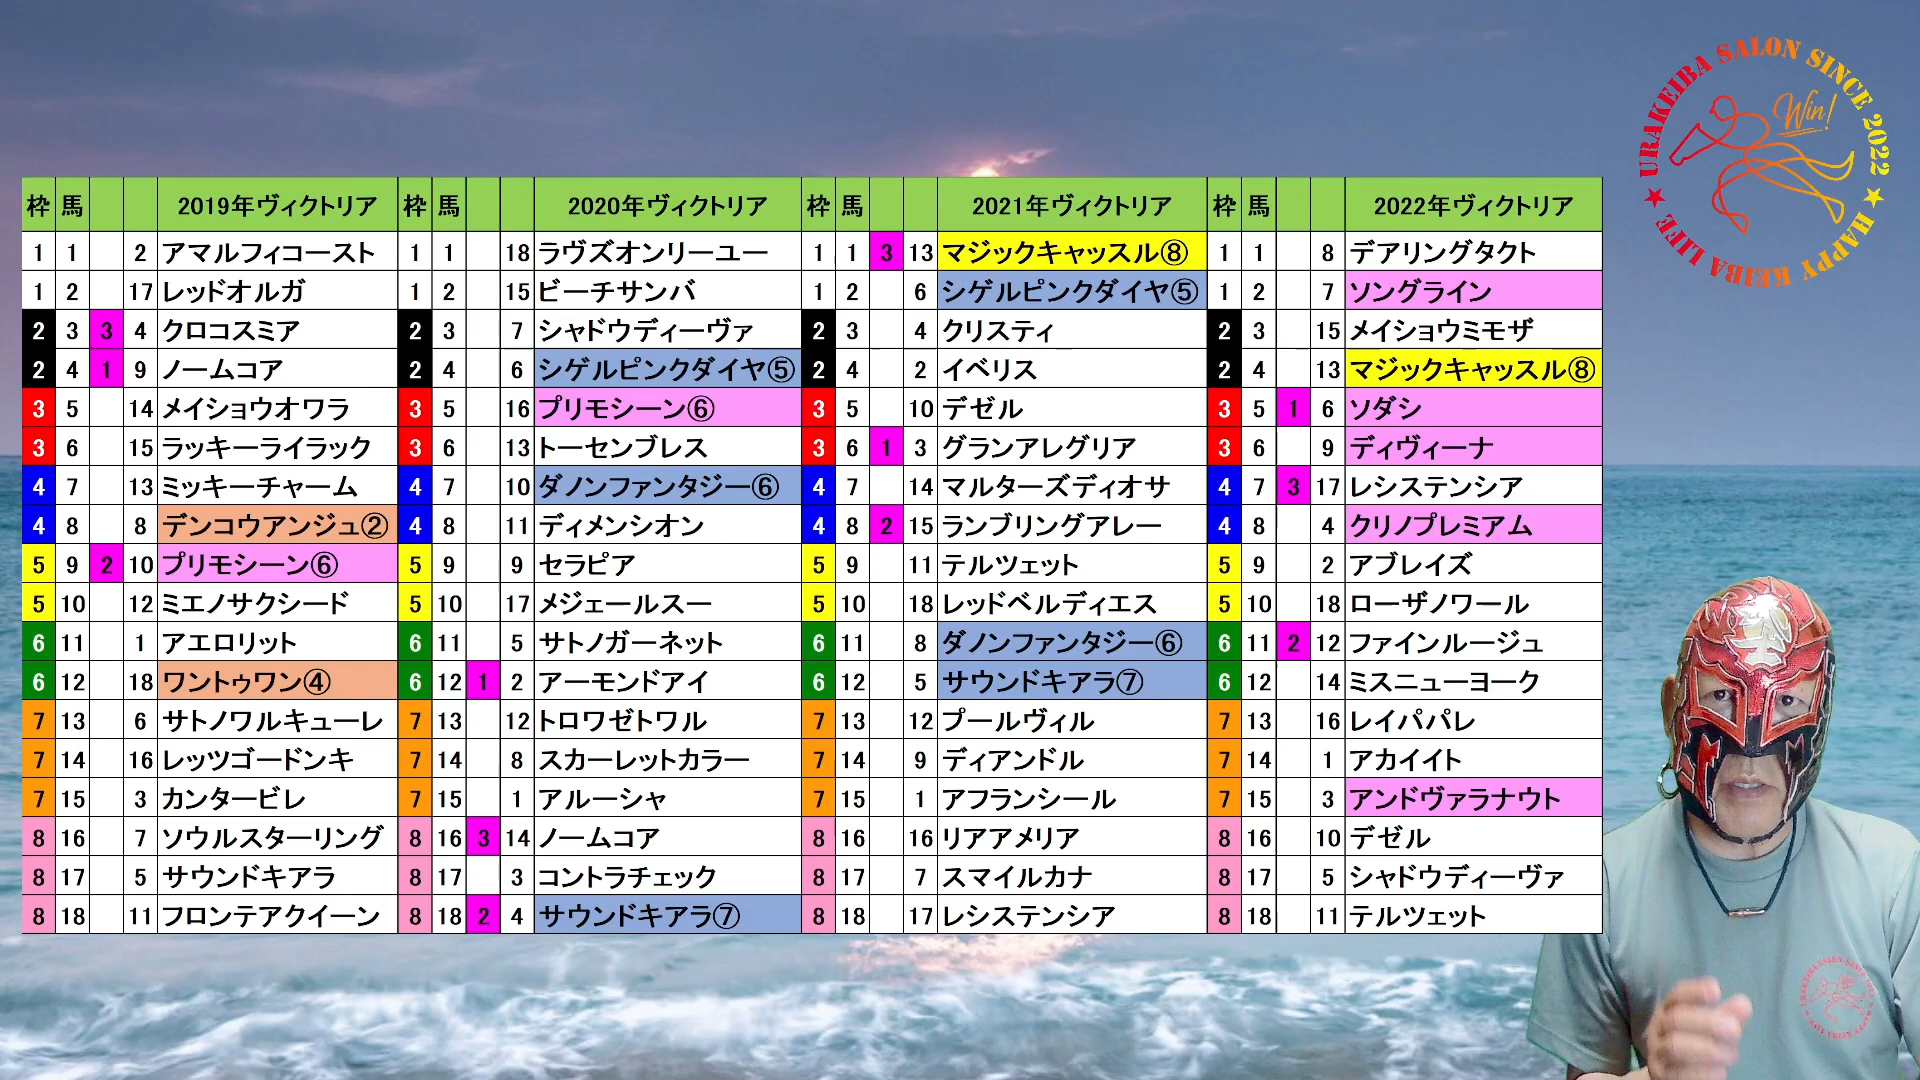 URAKEIBA SALON SINCE 2022 ★ HAPPY KEIBA LIFE ★
Win!
枠 馬 2019年ヴィクトリア 枠 馬 2020年ヴィクトリア 枠 馬 2021年ヴィクトリア 枠 馬 2022年ヴィクトリア
1 1 2 アマルフィコースト 1 1 18 ラヴズオンリーユー 1 1 3 13 マジックキャッスル⑧ 1 1 8 デアリングタクト
1 2 17 レッドオルガ 1 2 15 ビーチサンバ 1 2 6 シゲルピンクダイヤ⑤ 1 2 7 ソングライン
2 3 3 4 クロコスミア 2 3 7 シャドウディーヴァ 2 3 4 クリスティ 2 3 15 メイショウミモザ
2 4 1 9 ノームコア 2 4 6 シゲルピンクダイヤ⑤ 2 4 2 イベリス 2 4 13 マジックキャッスル⑧
3 5 14 メイショウオワラ 3 5 16 プリモシーン⑥ 3 5 10 デゼル 3 5 1 6 ソダシ
3 6 15 ラッキーライラック 3 6 13 トーセンブレス 3 6 1 3 グランアレグリア 3 6 9 ディヴィーナ
4 7 13 ミッキーチャーム 4 7 10 ダノンファンタジー⑥ 4 7 14 マルターズディオサ 4 7 3 17 レシステンシア
4 8 8 デンコウアンジュ② 4 8 11 ディメンシオン 4 8 2 15 ランブリングアレー 4 8 4 クリノプレミアム
5 9 2 10 プリモシーン⑥ 5 9 9 セラピア 5 9 11 テルツェット 5 9 2 アブレイズ
5 10 12 ミエノサクシード 5 10 17 メジェールスー 5 10 18 レッドベルディエス 5 10 18 ローザノワール
6 11 1 アエロリット 6 11 5 サトノガーネット 6 11 8 ダノンファンタジー⑥ 6 11 2 12 ファインルージュ
6 12 18 ワントゥワン④ 6 12 1 2 アーモンドアイ 6 12 5 サウンドキアラ⑦ 6 12 14 ミスニューヨーク
7 13 6 サトノワルキューレ 7 13 12 トロワゼトワル 7 13 12 プールヴィル 7 13 16 レイパパレ
7 14 16 レッツゴードンキ 7 14 8 スカーレットカラー 7 14 9 ディアンドル 7 14 1 アカイイト
7 15 3 カンタービレ 7 15 1 アルーシャ 7 15 1 アフランシール 7 15 3 アンドヴァラナウト
8 16 7 ソウルスターリング 8 16 3 14 ノームコア 8 16 16 リアアメリア 8 16 10 デゼル
8 17 5 サウンドキアラ 8 17 3 コントラチェック 8 17 7 スマイルカナ 8 17 5 シャドウディーヴァ
8 18 11 フロンテアクイーン 8 18 2 4 サウンドキアラ⑦ 8 18 17 レシステンシア 8 18 11 テルツェット